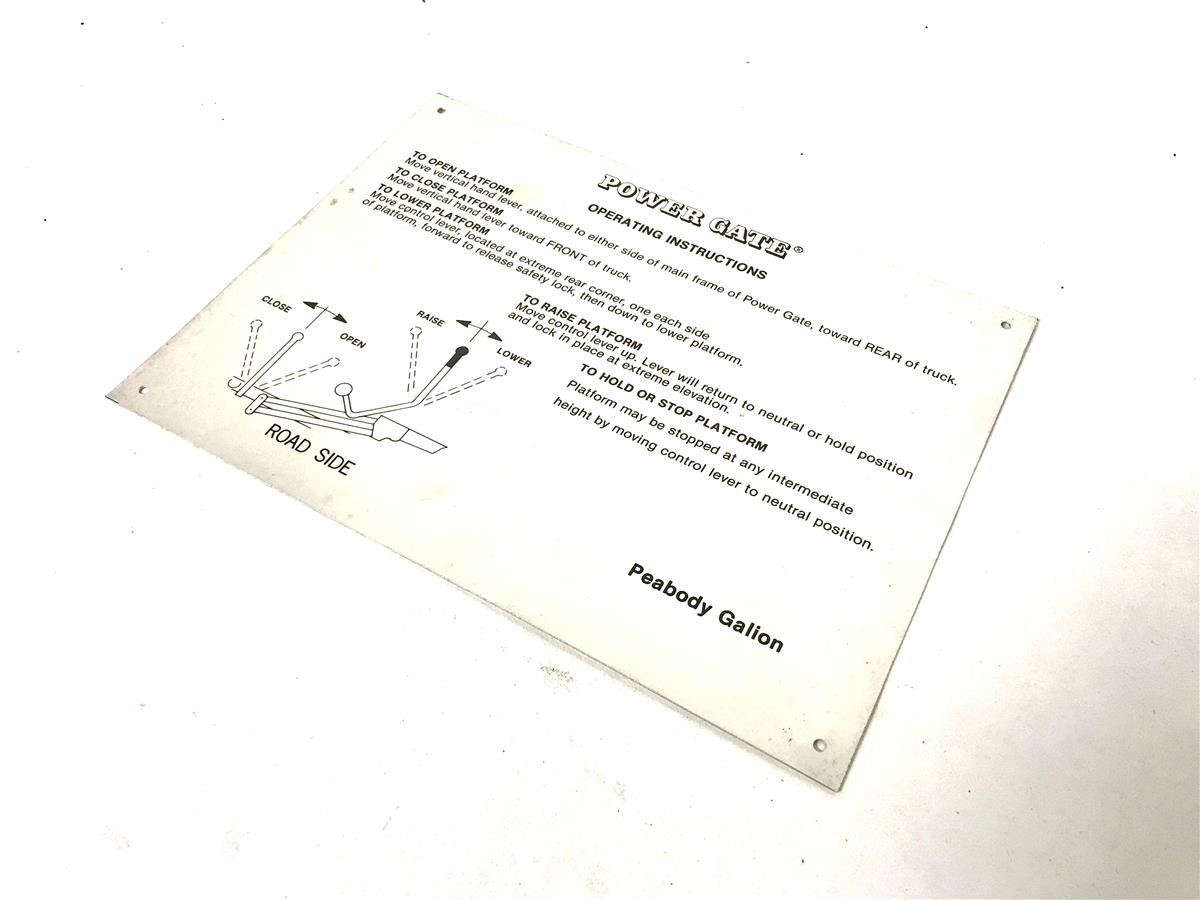 POWER GATE®
OPERATING INSTRUCTIONS
TO OPEN PLATFORM
Move vertical hand lever, attached to either side of main frame of Power Gate, toward REAR of truck.
TO CLOSE PLATFORM
Move vertical hand lever toward FRONT of truck.
TO LOWER PLATFORM
Move control lever, located at extreme rear corner, one each side
of platform, forward to release safety lock, then down to lower platform.
TO RAISE PLATFORM
Move control lever up. Lever will return to neutral or hold position
and lock in place at extreme elevation.
TO HOLD OR STOP PLATFORM
Platform may be stopped at any intermediate
height by moving control lever to neutral position.
CLOSE
OPEN
RAISE
LOWER
ROAD SIDE
Peabody Galion